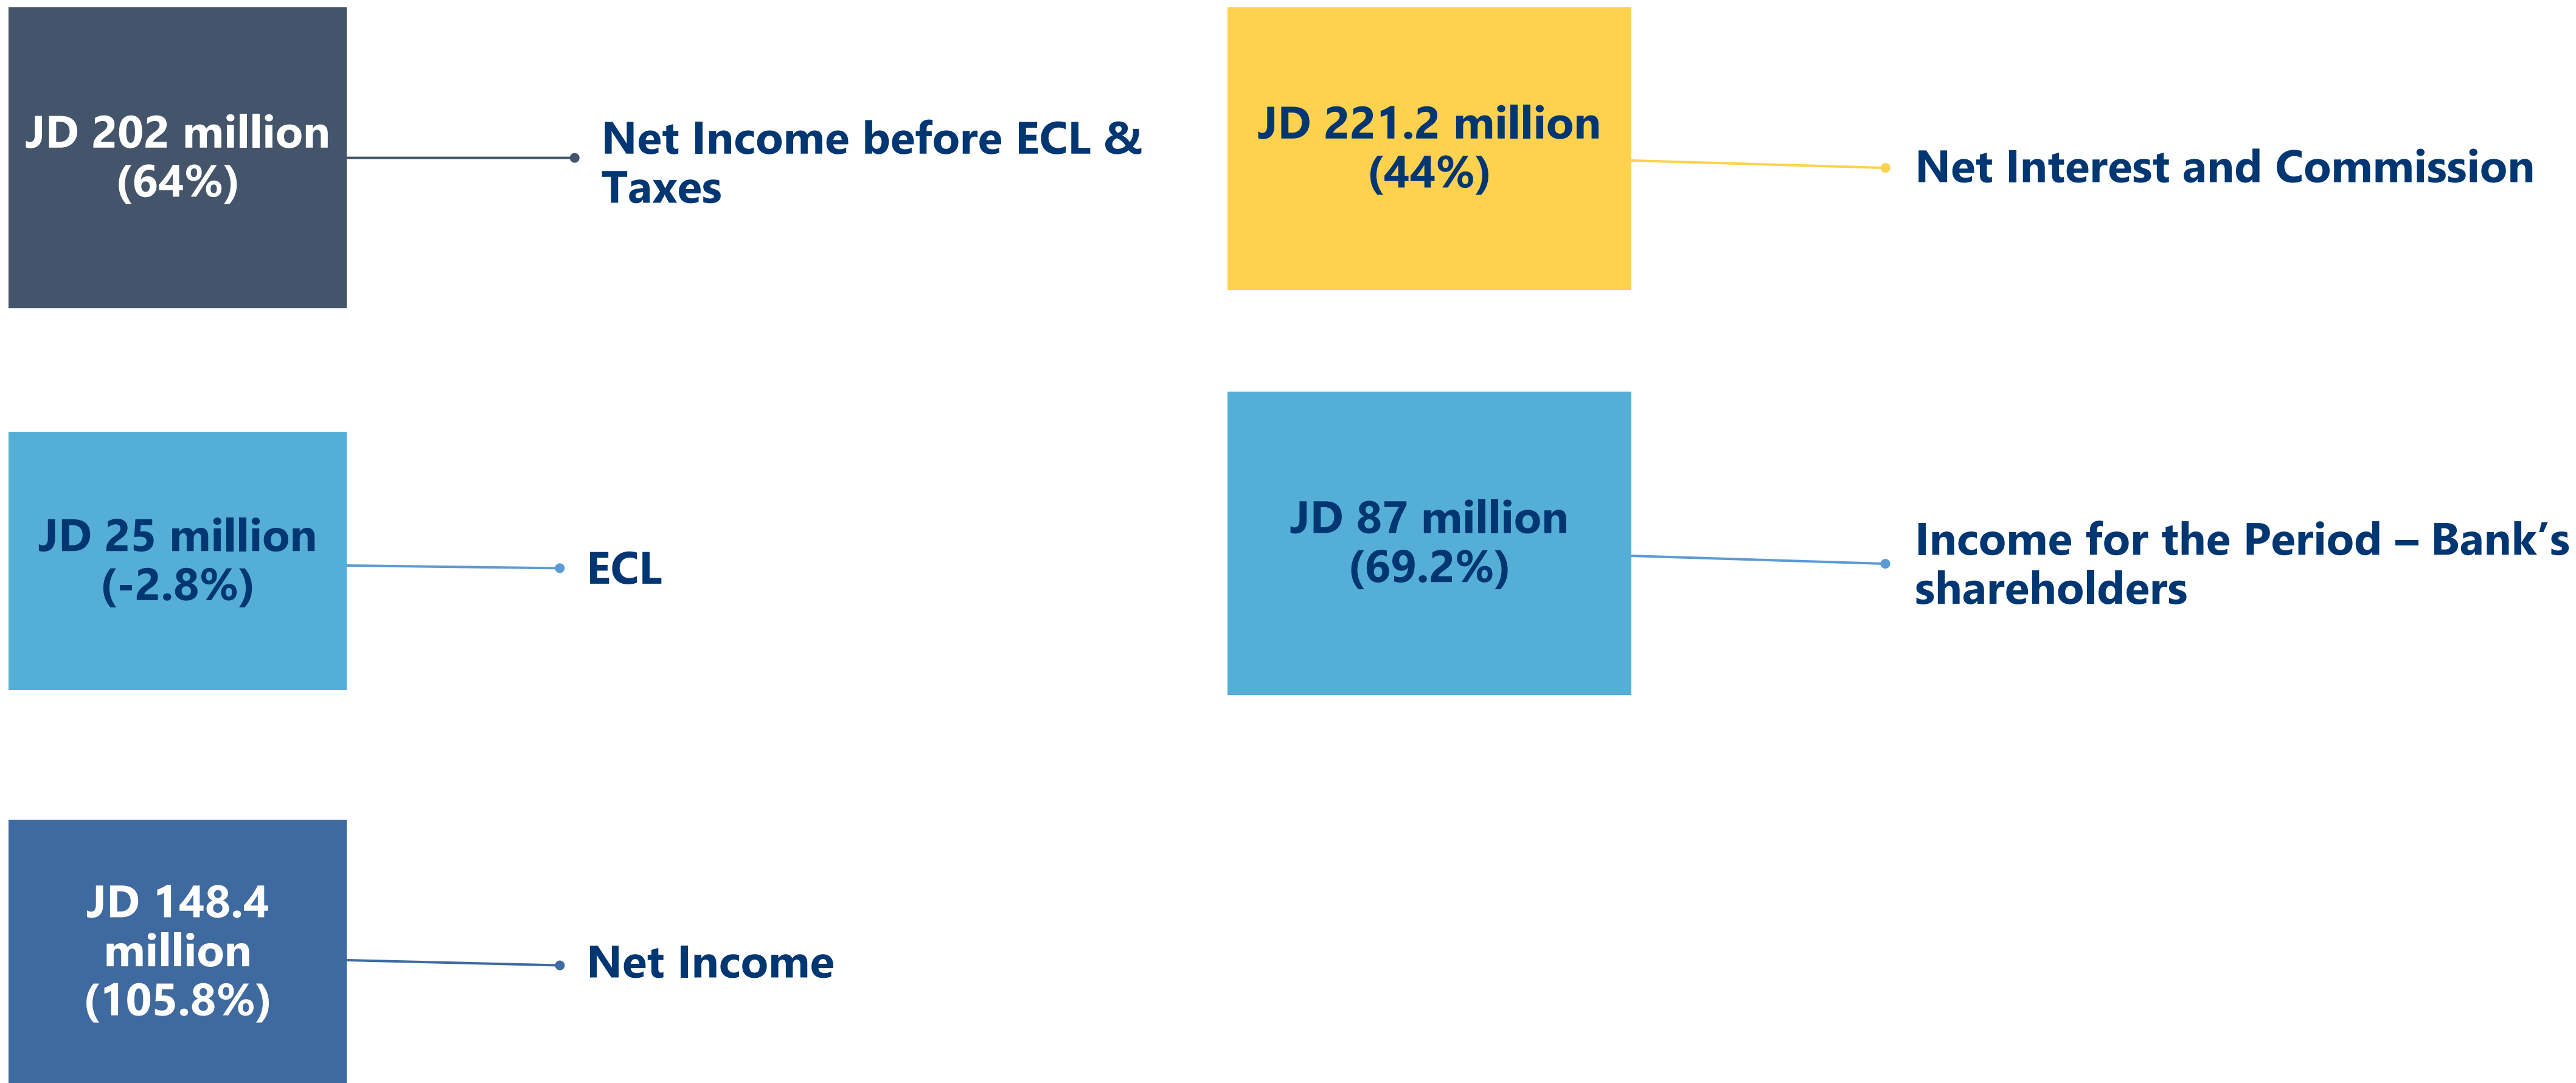 JD 202 million
(64%)
Net Income before ECL &
Taxes
JD 221.2 million
(44%)
Net Interest and Commission
JD 25 million
(-2.8%)
ECL
JD 87 million
(69.2%)
Income for the Period – Bank’s
shareholders
JD 148.4
million
(105.8%)
Net Income